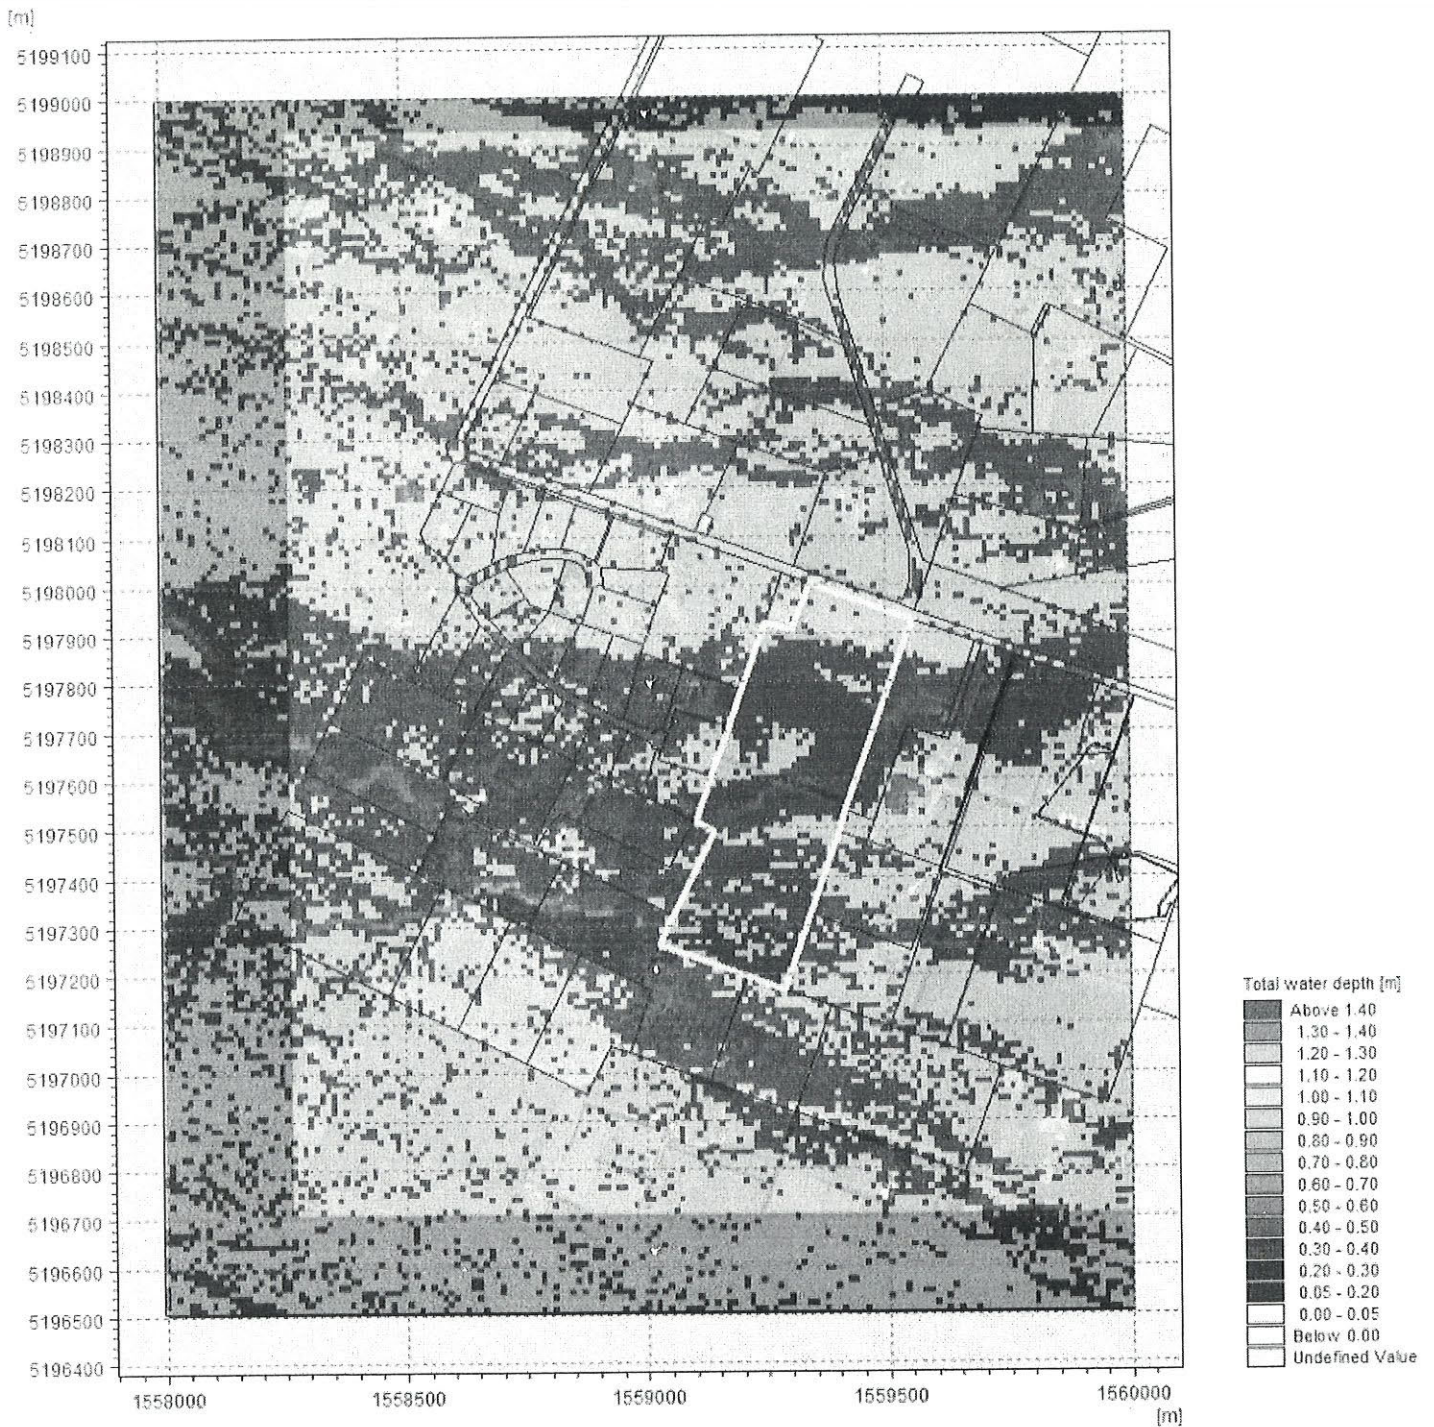 [m]
5199100
5199000
5198900
5198800
5198700
5198600
5198500
5198400
5198300
5198200
5198100
5198000
5197900
5197800
5197700
5197600
5197500
5197400
5197300
5197200
5197100
5197000
5196900
5196800
5196700
5196600
5196500
5196400
1558000 1558500 1559000 1559500 1560000
[m]
Total water depth [m]
Above 1.40
1.30 - 1.40
1.20 - 1.30
1.10 - 1.20
1.00 - 1.10
0.90 - 1.00
0.80 - 0.90
0.70 - 0.80
0.60 - 0.70
0.50 - 0.60
0.40 - 0.50
0.30 - 0.40
0.20 - 0.30
0.05 - 0.20
0.00 - 0.05
Below 0.00
Undefined Value